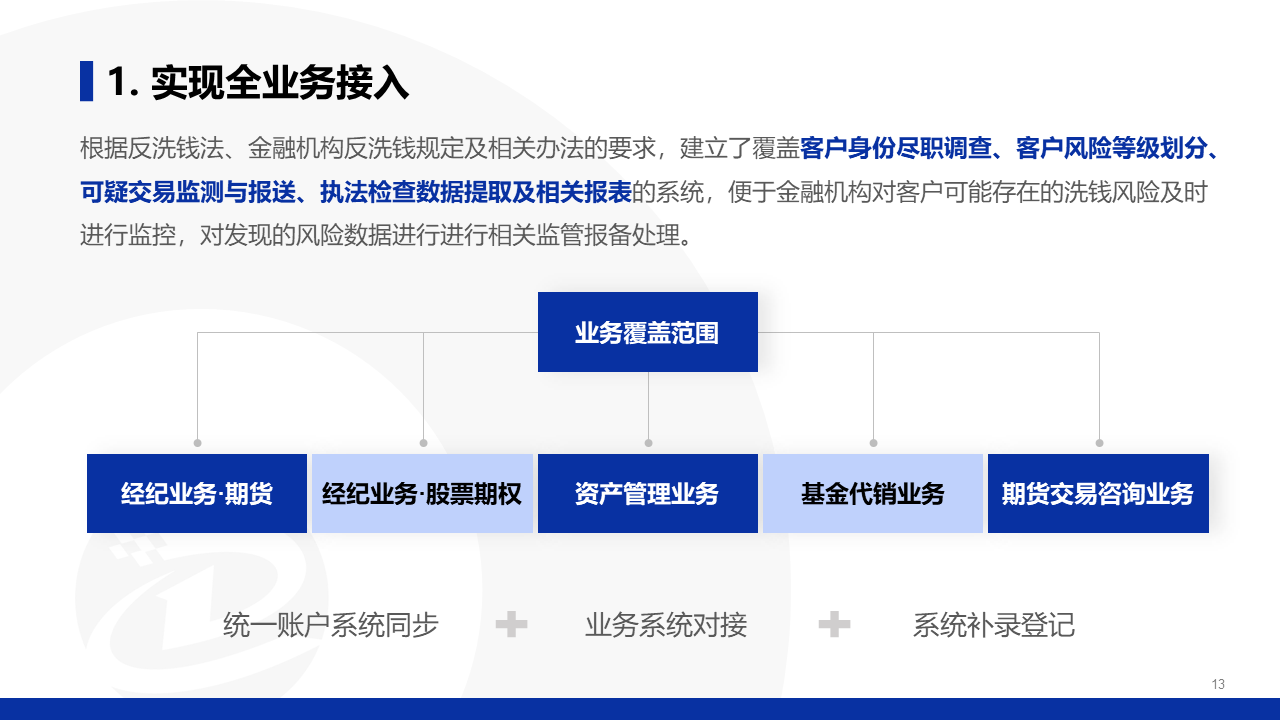 1. 实现全业务接入
根据反洗钱法、金融机构反洗钱规定及相关办法的要求，建立了覆盖客户身份尽职调查、客户风险等级划分、
可疑交易监测与报送、执法检查数据提取及相关报表的系统，便于金融机构对客户可能存在的洗钱风险及时
进行监控，对发现的风险数据进行进行相关监管报备处理。
业务覆盖范围
经纪业务·期货
经纪业务·股票期权
资产管理业务
基金代销业务
期货交易咨询业务
统一账户系统同步
业务系统对接
系统补录登记
13